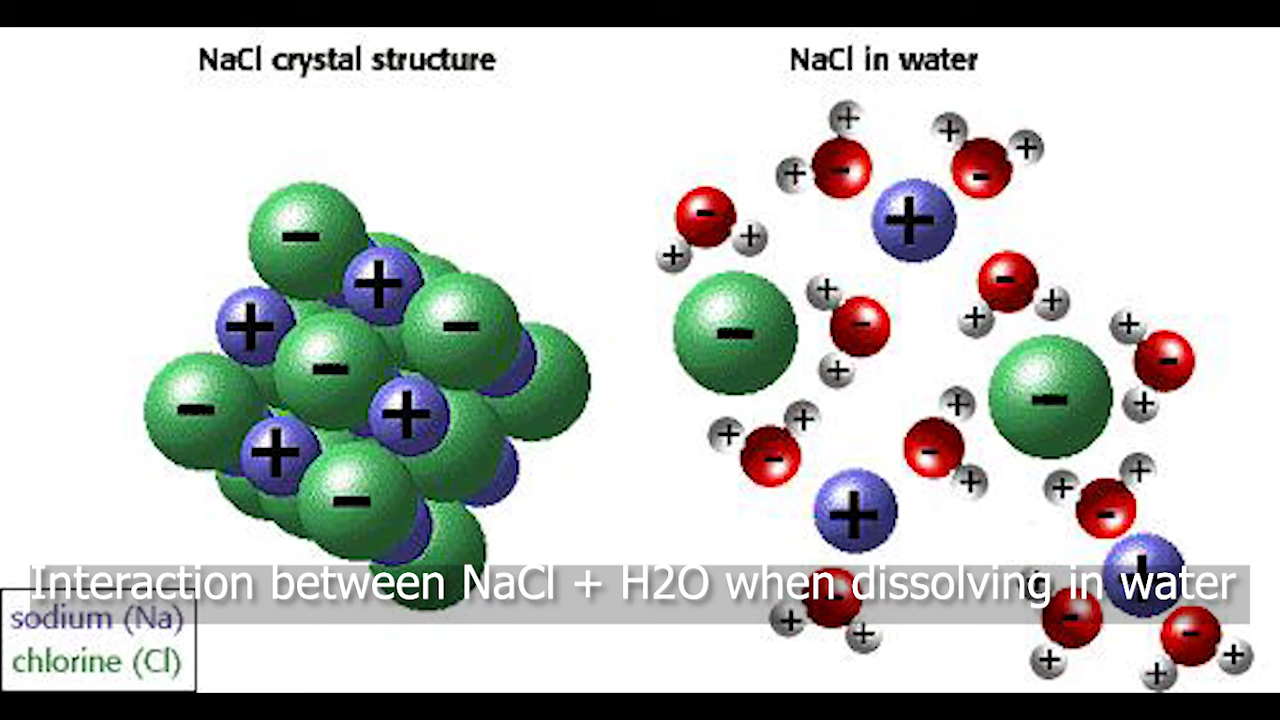 NaCl crystal structure
NaCl in water
Interaction between NaCl + H2O when dissolving in water
sodium (Na)
chlorine (Cl)